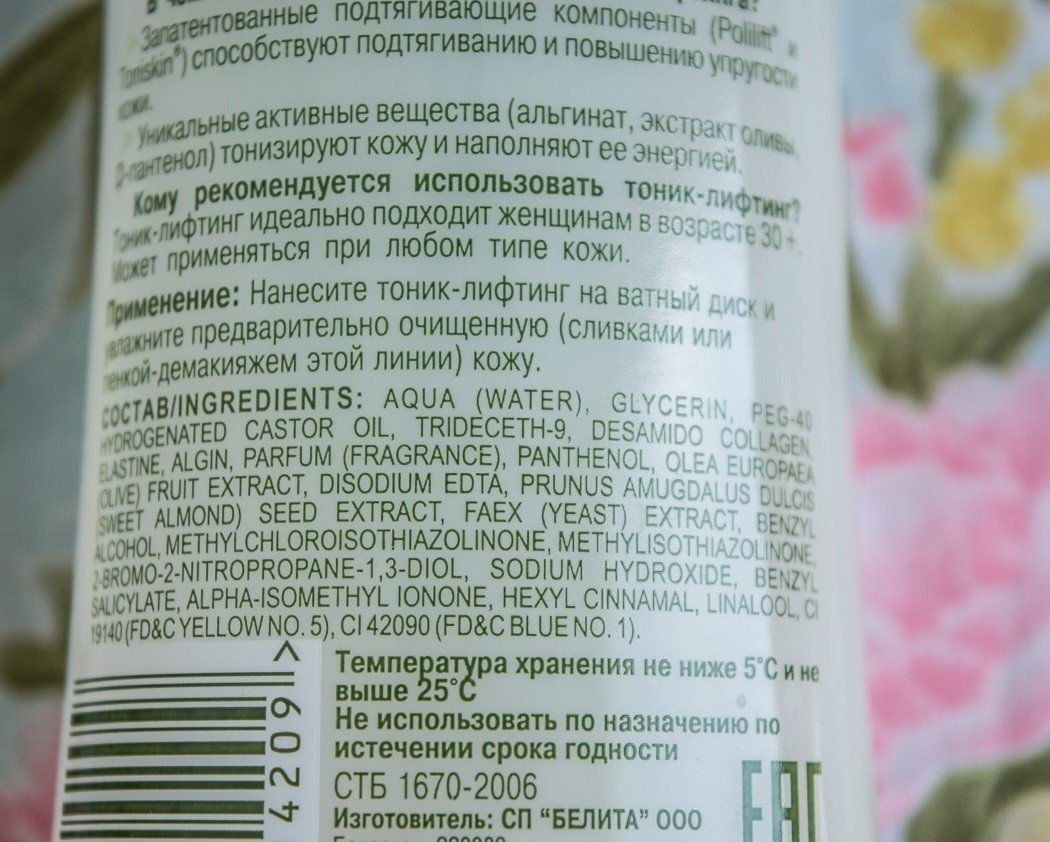 Запатентованные подтягивающие компоненты (Polilift® и
Toniskin®) способствуют подтягиванию и повышению упругости
кожи.
Уникальные активные вещества (альгинат, экстракт оливы,
D-пантенол) тонизируют кожу и наполняют ее энергией.
Кому рекомендуется использовать тоник-лифтинг?
Тоник-лифтинг идеально подходит женщинам в возрасте 30 +.
Может применяться при любом типе кожи.
Применение: Нанесите тоник-лифтинг на ватный диск и
увлажните предварительно очищенную (сливками или
пенкой-демакияжем этой линии) кожу.
СОСТАВ/INGREDIENTS: AQUA (WATER), GLYCERIN, PEG-40
HYDROGENATED CASTOR OIL, TRIDECETH-9, DESAMIDO COLLAGEN,
ELASTINE, ALGIN, PARFUM (FRAGRANCE), PANTHENOL, OLEA EUROPAEA
(OLIVE) FRUIT EXTRACT, DISODIUM EDTA, PRUNUS AMUGDALUS DULCIS
(SWEET ALMOND) SEED EXTRACT, FAEX (YEAST) EXTRACT, BENZYL
ALCOHOL, METHYLCHLOROISOTHIAZOLINONE, METHYLISOTHIAZOLINONE,
2-BROMO-2-NITROPROPANE-1,3-DIOL, SODIUM HYDROXIDE, BENZYL
SALICYLATE, ALPHA-ISOMETHYL IONONE, HEXYL CINNAMAL, LINALOOL, CI
19140 (FD&C YELLOW NO. 5), CI 42090 (FD&C BLUE NO. 1).
Температура хранения не ниже 5°С и не
выше 25°С
Не использовать по назначению по
истечении срока годности
СТБ 1670-2006
Изготовитель: СП “БЕЛИТА” ООО
4209 >
EAC